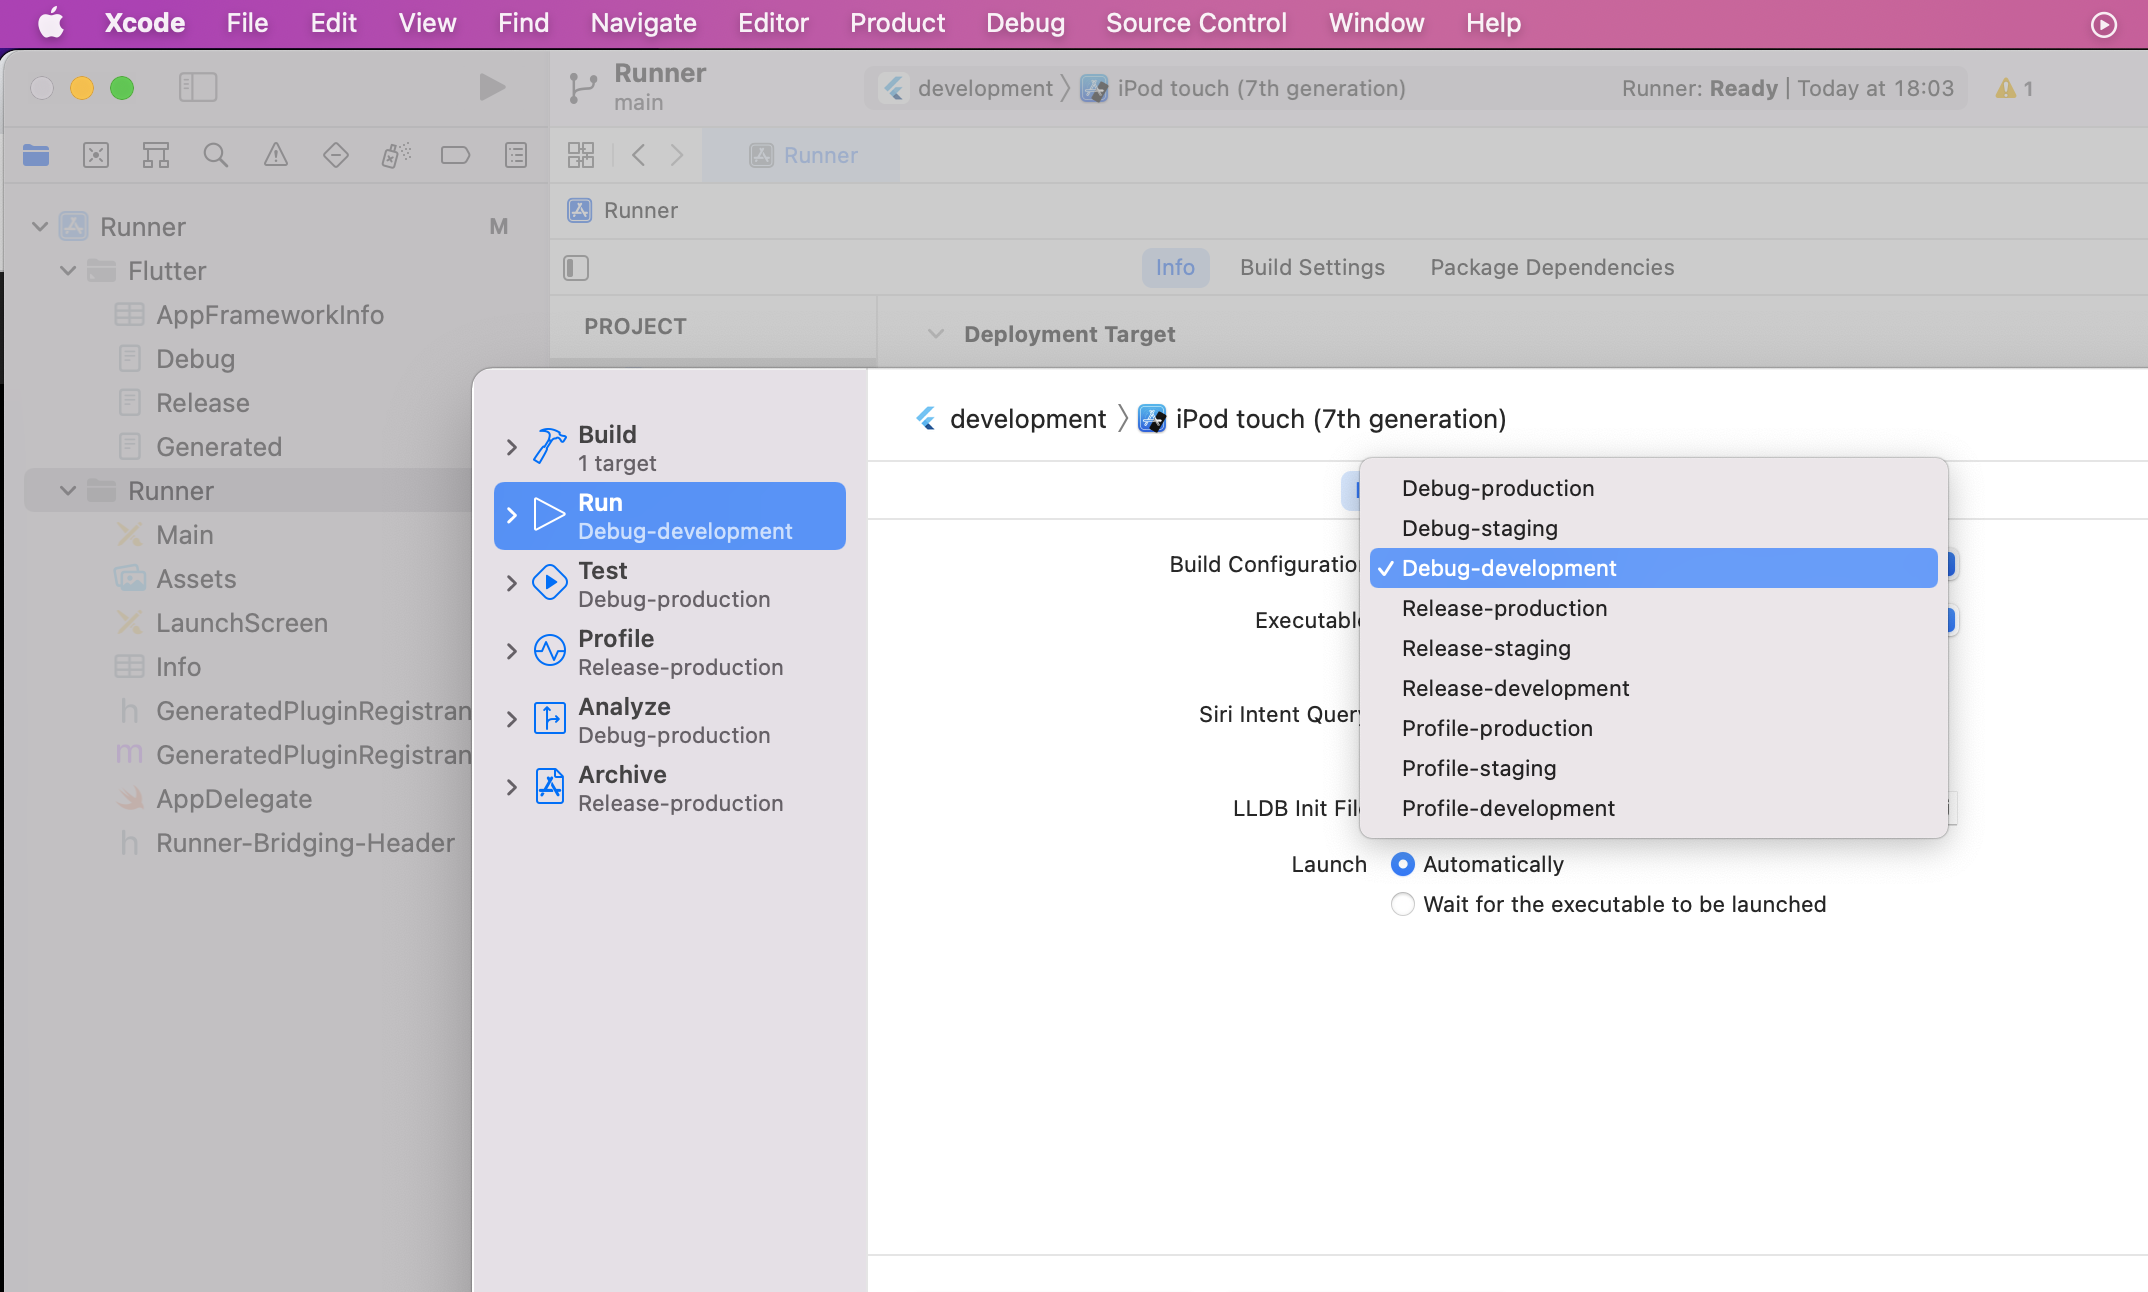 Xcode File Edit View Find Navigate Editor Product Debug Source Control Window Help
Runner
main
development 〉 iPod touch (7th generation)
Runner: Ready | Today at 18:03
1
Runner
Runner
Runner M
Flutter
AppFrameworkInfo
Debug
Release
Generated
Runner
Main
Assets
LaunchScreen
Info
GeneratedPluginRegistran
GeneratedPluginRegistran
AppDelegate
Runner-Bridging-Header
Info Build Settings Package Dependencies
PROJECT
Deployment Target
Build
1 target
Run
Debug-development
Test
Debug-production
Profile
Release-production
Analyze
Debug-production
Archive
Release-production
development 〉 iPod touch (7th generation)
Build Configuratio
Executabl
Siri Intent Query
LLDB Init Fil
Launch
Debug-production
Debug-staging
✓ Debug-development
Release-production
Release-staging
Release-development
Profile-production
Profile-staging
Profile-development
Automatically
Wait for the executable to be launched